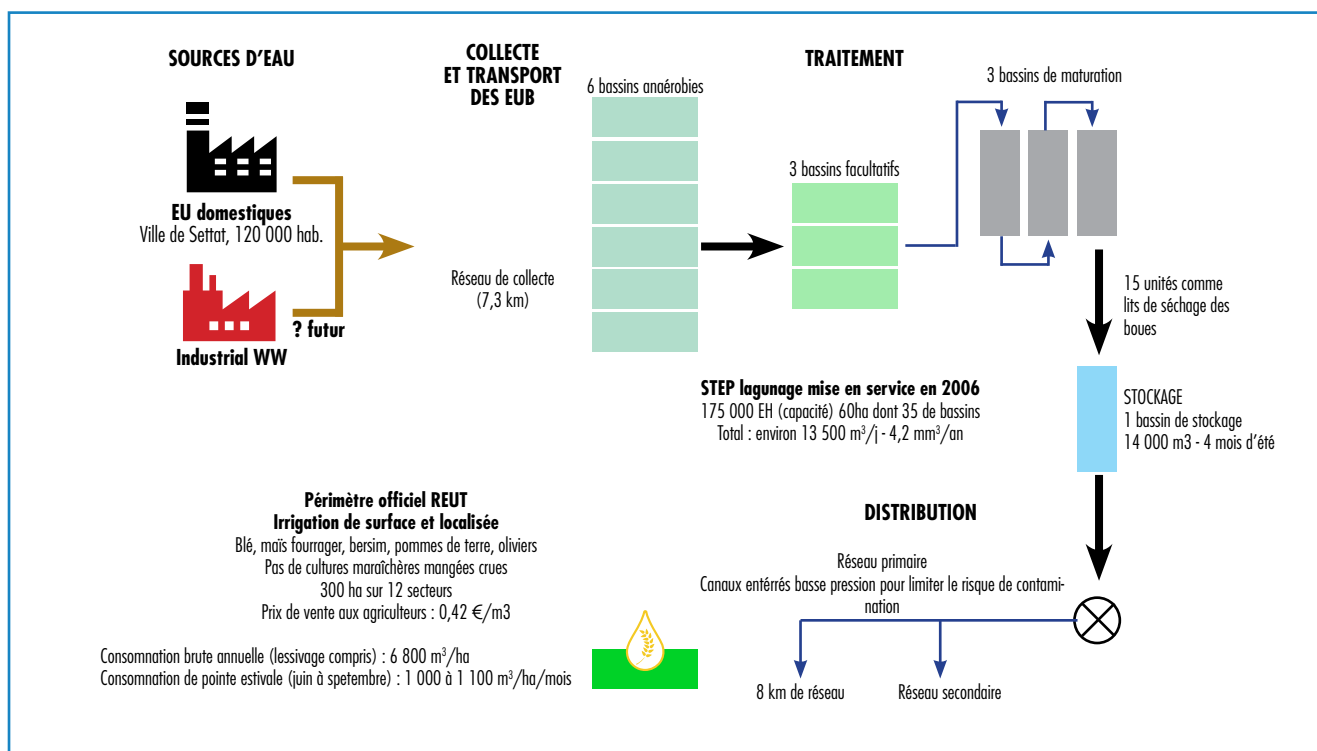 SOURCES D'EAU
EU domestiques
Ville de Settat, 120 000 hab.
? futur
Industrial WW
COLLECTE
ET TRANSPORT
DES EUB
Réseau de collecte
(7,3 km)
TRAITEMENT
6 bassins anaérobies
3 bassins facultatifs
3 bassins de maturation
15 unités comme
lits de séchage des
boues
STEP lagunage mise en service en 2006
175 000 EH (capacité) 60ha dont 35 de bassins
Total : environ 13 500 m³/j - 4,2 mm³/an
STOCKAGE
1 bassin de stockage
14 000 m3 - 4 mois d'été
DISTRIBUTION
Réseau primaire
Canaux entérrés basse pression pour limiter le risque de contami-
nation
8 km de réseau
Réseau secondaire
Périmètre officiel REUT
Irrigation de surface et localisée
Blé, maïs fourrager, bersim, pommes de terre, oliviers
Pas de cultures maraîchères mangées crues
300 ha sur 12 secteurs
Prix de vente aux agriculteurs : 0,42 €/m3
Consomnation brute annuelle (lessivage compris) : 6 800 m³/ha
Consomnation de pointe estivale (juin à spetembre) : 1 000 à 1 100 m³/ha/mois